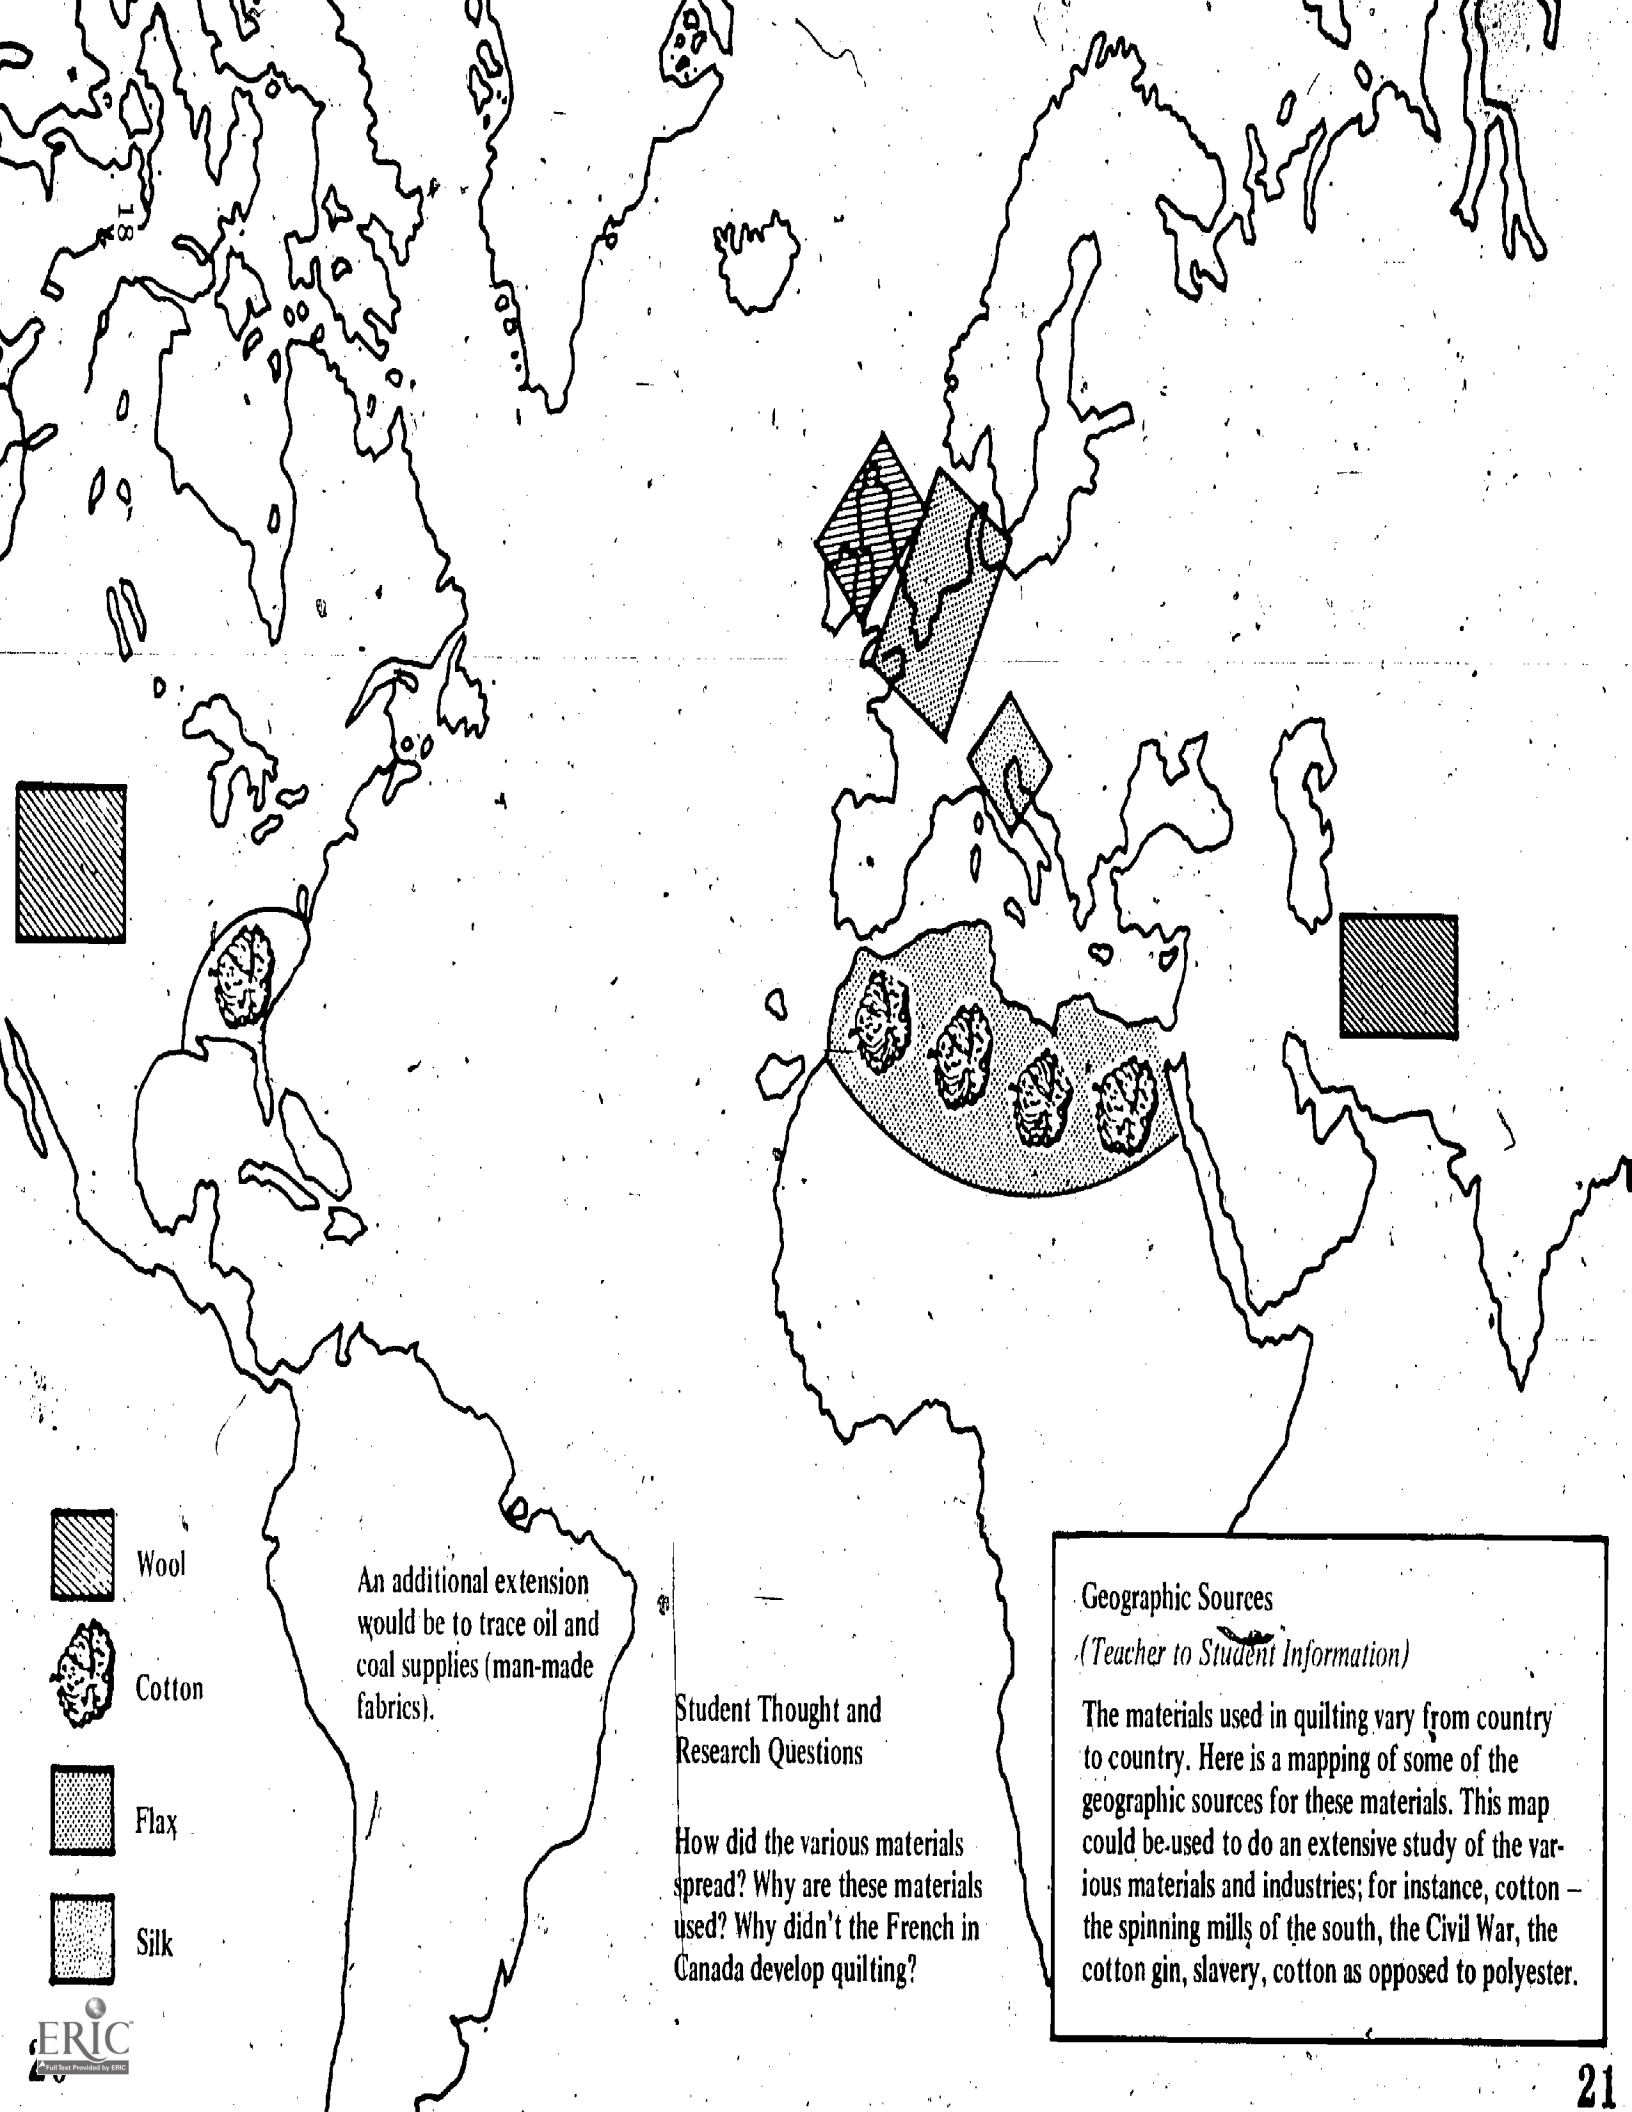 18
Wool
Cotton
Flax
Silk
An additional extension
would be to trace oil and
coal supplies (man-made
fabrics).
Student Thought and
Research Questions
How did the various materials
spread? Why are these materials
used? Why didn't the French in
Canada develop quilting?
Geographic Sources
(Teacher to Student Information)
The materials used in quilting vary from country
to country. Here is a mapping of some of the
geographic sources for these materials. This map
could be used to do an extensive study of the var-
ious materials and industries; for instance, cotton –
the spinning mills of the south, the Civil War, the
cotton gin, slavery, cotton as opposed to polyester.
ERIC
Full Text Provided by ERIC
21